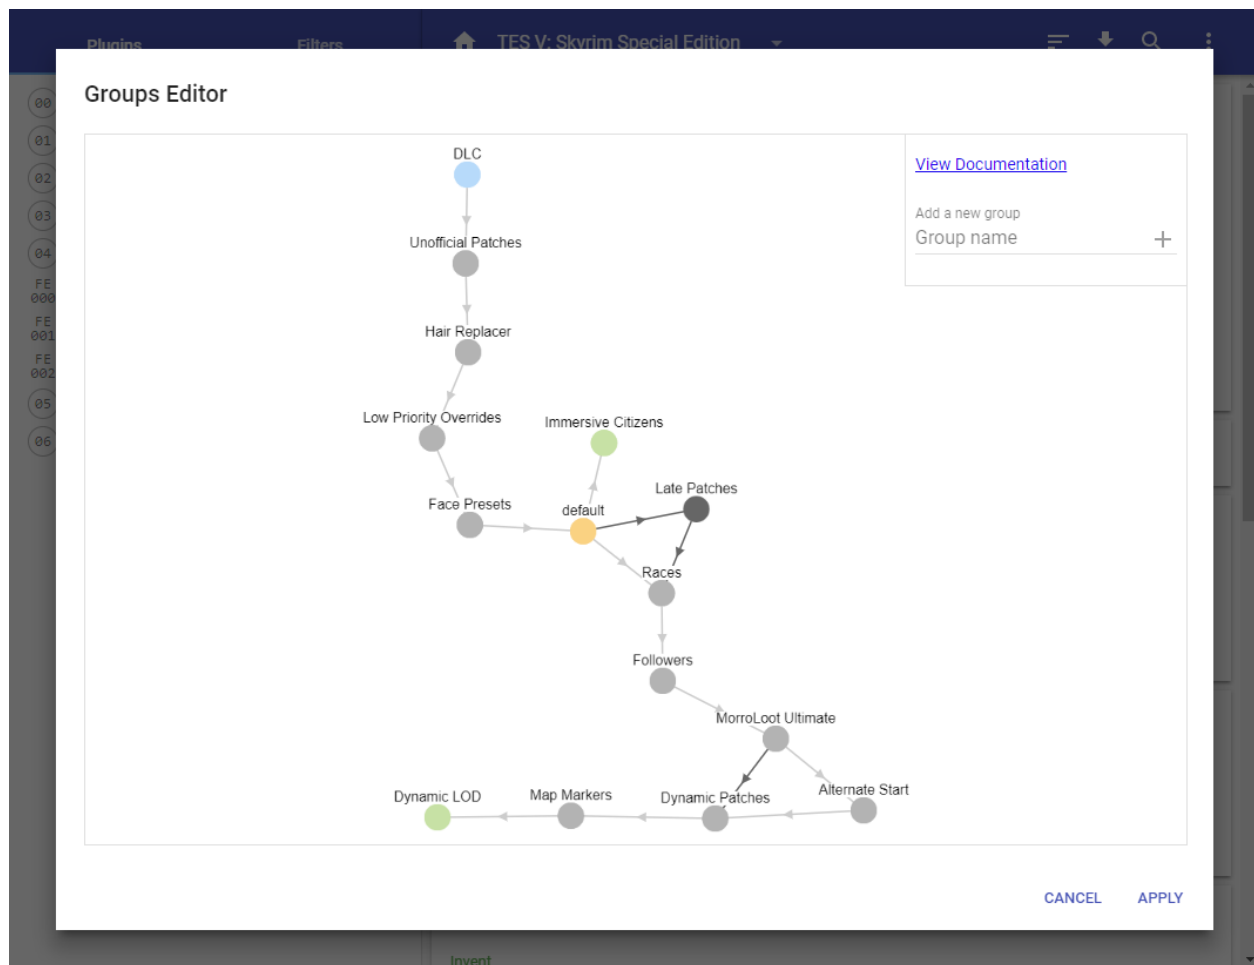 Plugins
Filters
TES V: Skyrim Special Edition
Groups Editor
00
01
02
03
04
FE
000
FE
001
FE
002
05
06
DLC
Unofficial Patches
Hair Replacer
Low Priority Overrides
Immersive Citizens
Late Patches
Face Presets
default
Races
Followers
MorroLoot Ultimate
Dynamic LOD
Map Markers
Dynamic Patches
Alternate Start
View Documentation
Add a new group
Group name
CANCEL
APPLY
Invent